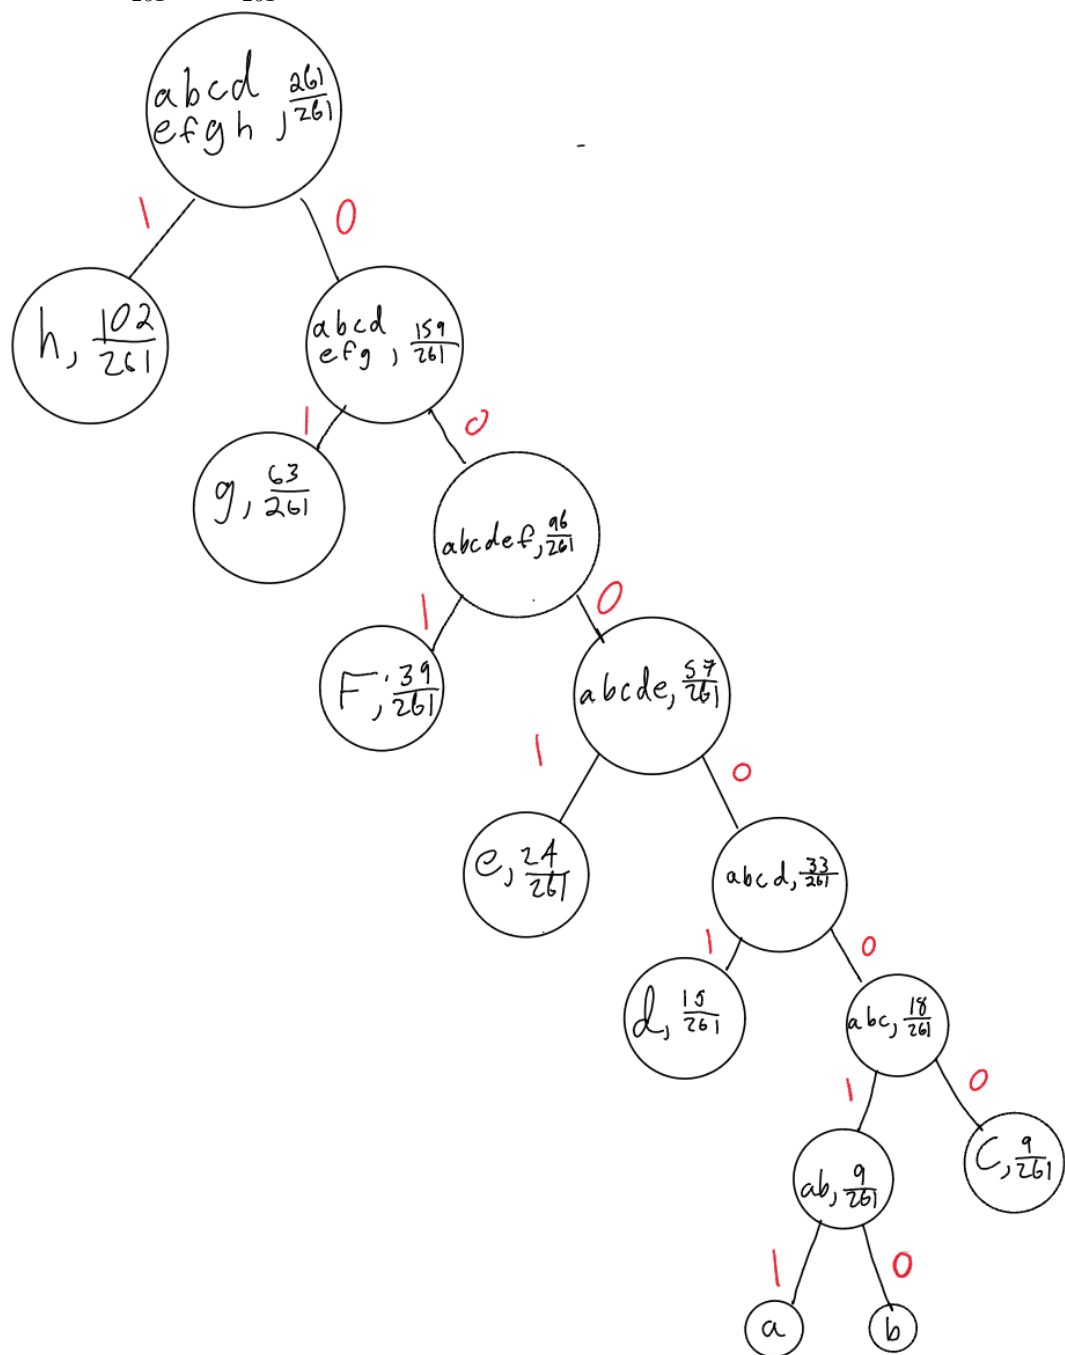 abcd
efgh , 261/261
1
0
h, 102/261
abcd
efg , 159/261
1
0
g, 63/261
abcdef, 96/261
1
0
F, 39/261
abcde, 57/261
1
0
e, 24/261
abcd, 33/261
1
0
d, 15/261
abc, 18/261
1
0
ab, 9/261
C, 9/261
1
0
a
b